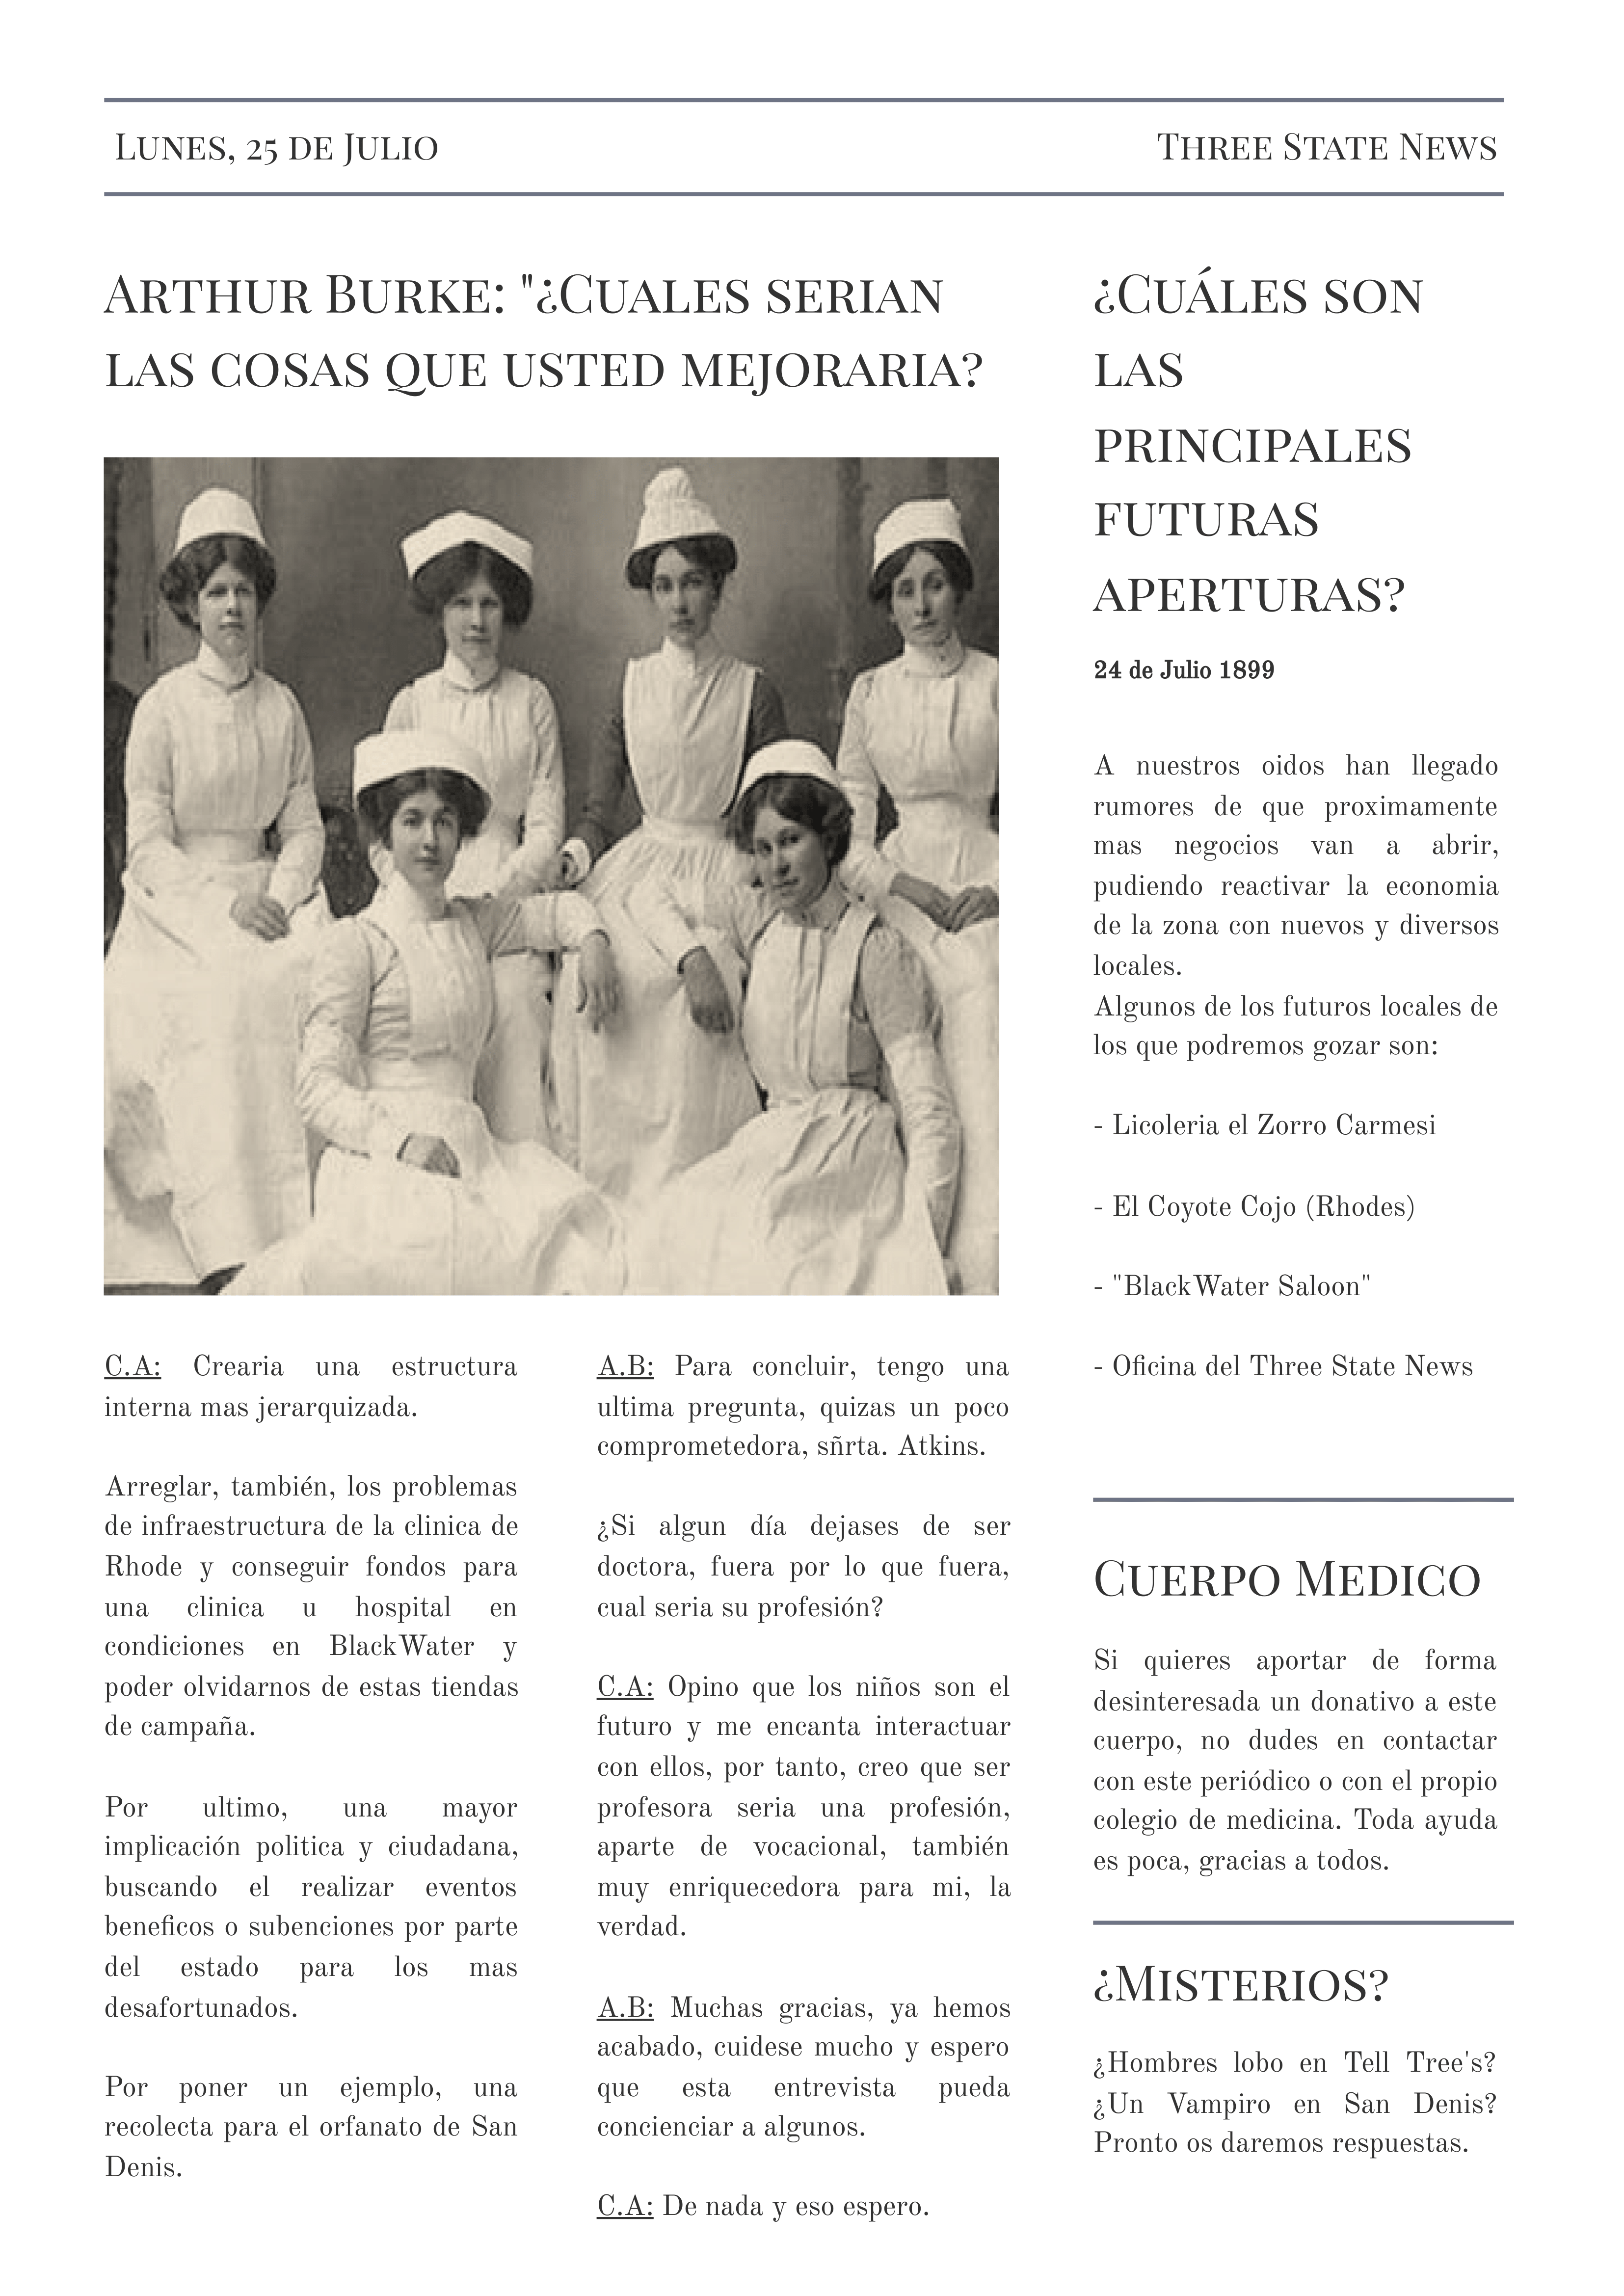 Lunes, 25 de Julio
Three State News
Arthur Burke: "¿Cuales serian
las cosas que usted mejoraria?
C.A: Crearia una estructura
interna mas jerarquizada.
Arreglar, también, los problemas
de infraestructura de la clinica de
Rhode y conseguir fondos para
una clinica u hospital en
condiciones en BlackWater y
poder olvidarnos de estas tiendas
de campaña.
Por ultimo, una mayor
implicación politica y ciudadana,
buscando el realizar eventos
beneficos o subenciones por parte
del estado para los mas
desafortunados.
Por poner un ejemplo, una
recolecta para el orfanato de San
Denis.
A.B: Para concluir, tengo una
ultima pregunta, quizas un poco
comprometedora, sñrta. Atkins.
¿Si algun día dejases de ser
doctora, fuera por lo que fuera,
cual seria su profesión?
C.A: Opino que los niños son el
futuro y me encanta interactuar
con ellos, por tanto, creo que ser
profesora seria una profesión,
aparte de vocacional, también
muy enriquecedora para mi, la
verdad.
A.B: Muchas gracias, ya hemos
acabado, cuidese mucho y espero
que esta entrevista pueda
concienciar a algunos.
C.A: De nada y eso espero.
¿Cuáles son
las
principales
futuras
aperturas?
24 de Julio 1899
A nuestros oidos han llegado
rumores de que proximamente
mas negocios van a abrir,
pudiendo reactivar la economia
de la zona con nuevos y diversos
locales.
Algunos de los futuros locales de
los que podremos gozar son:
- Licoleria el Zorro Carmesi
- El Coyote Cojo (Rhodes)
- "BlackWater Saloon"
- Oficina del Three State News
Cuerpo Medico
Si quieres aportar de forma
desinteresada un donativo a este
cuerpo, no dudes en contactar
con este periódico o con el propio
colegio de medicina. Toda ayuda
es poca, gracias a todos.
¿Misterios?
¿Hombres lobo en Tell Tree's?
¿Un Vampiro en San Denis?
Pronto os daremos respuestas.